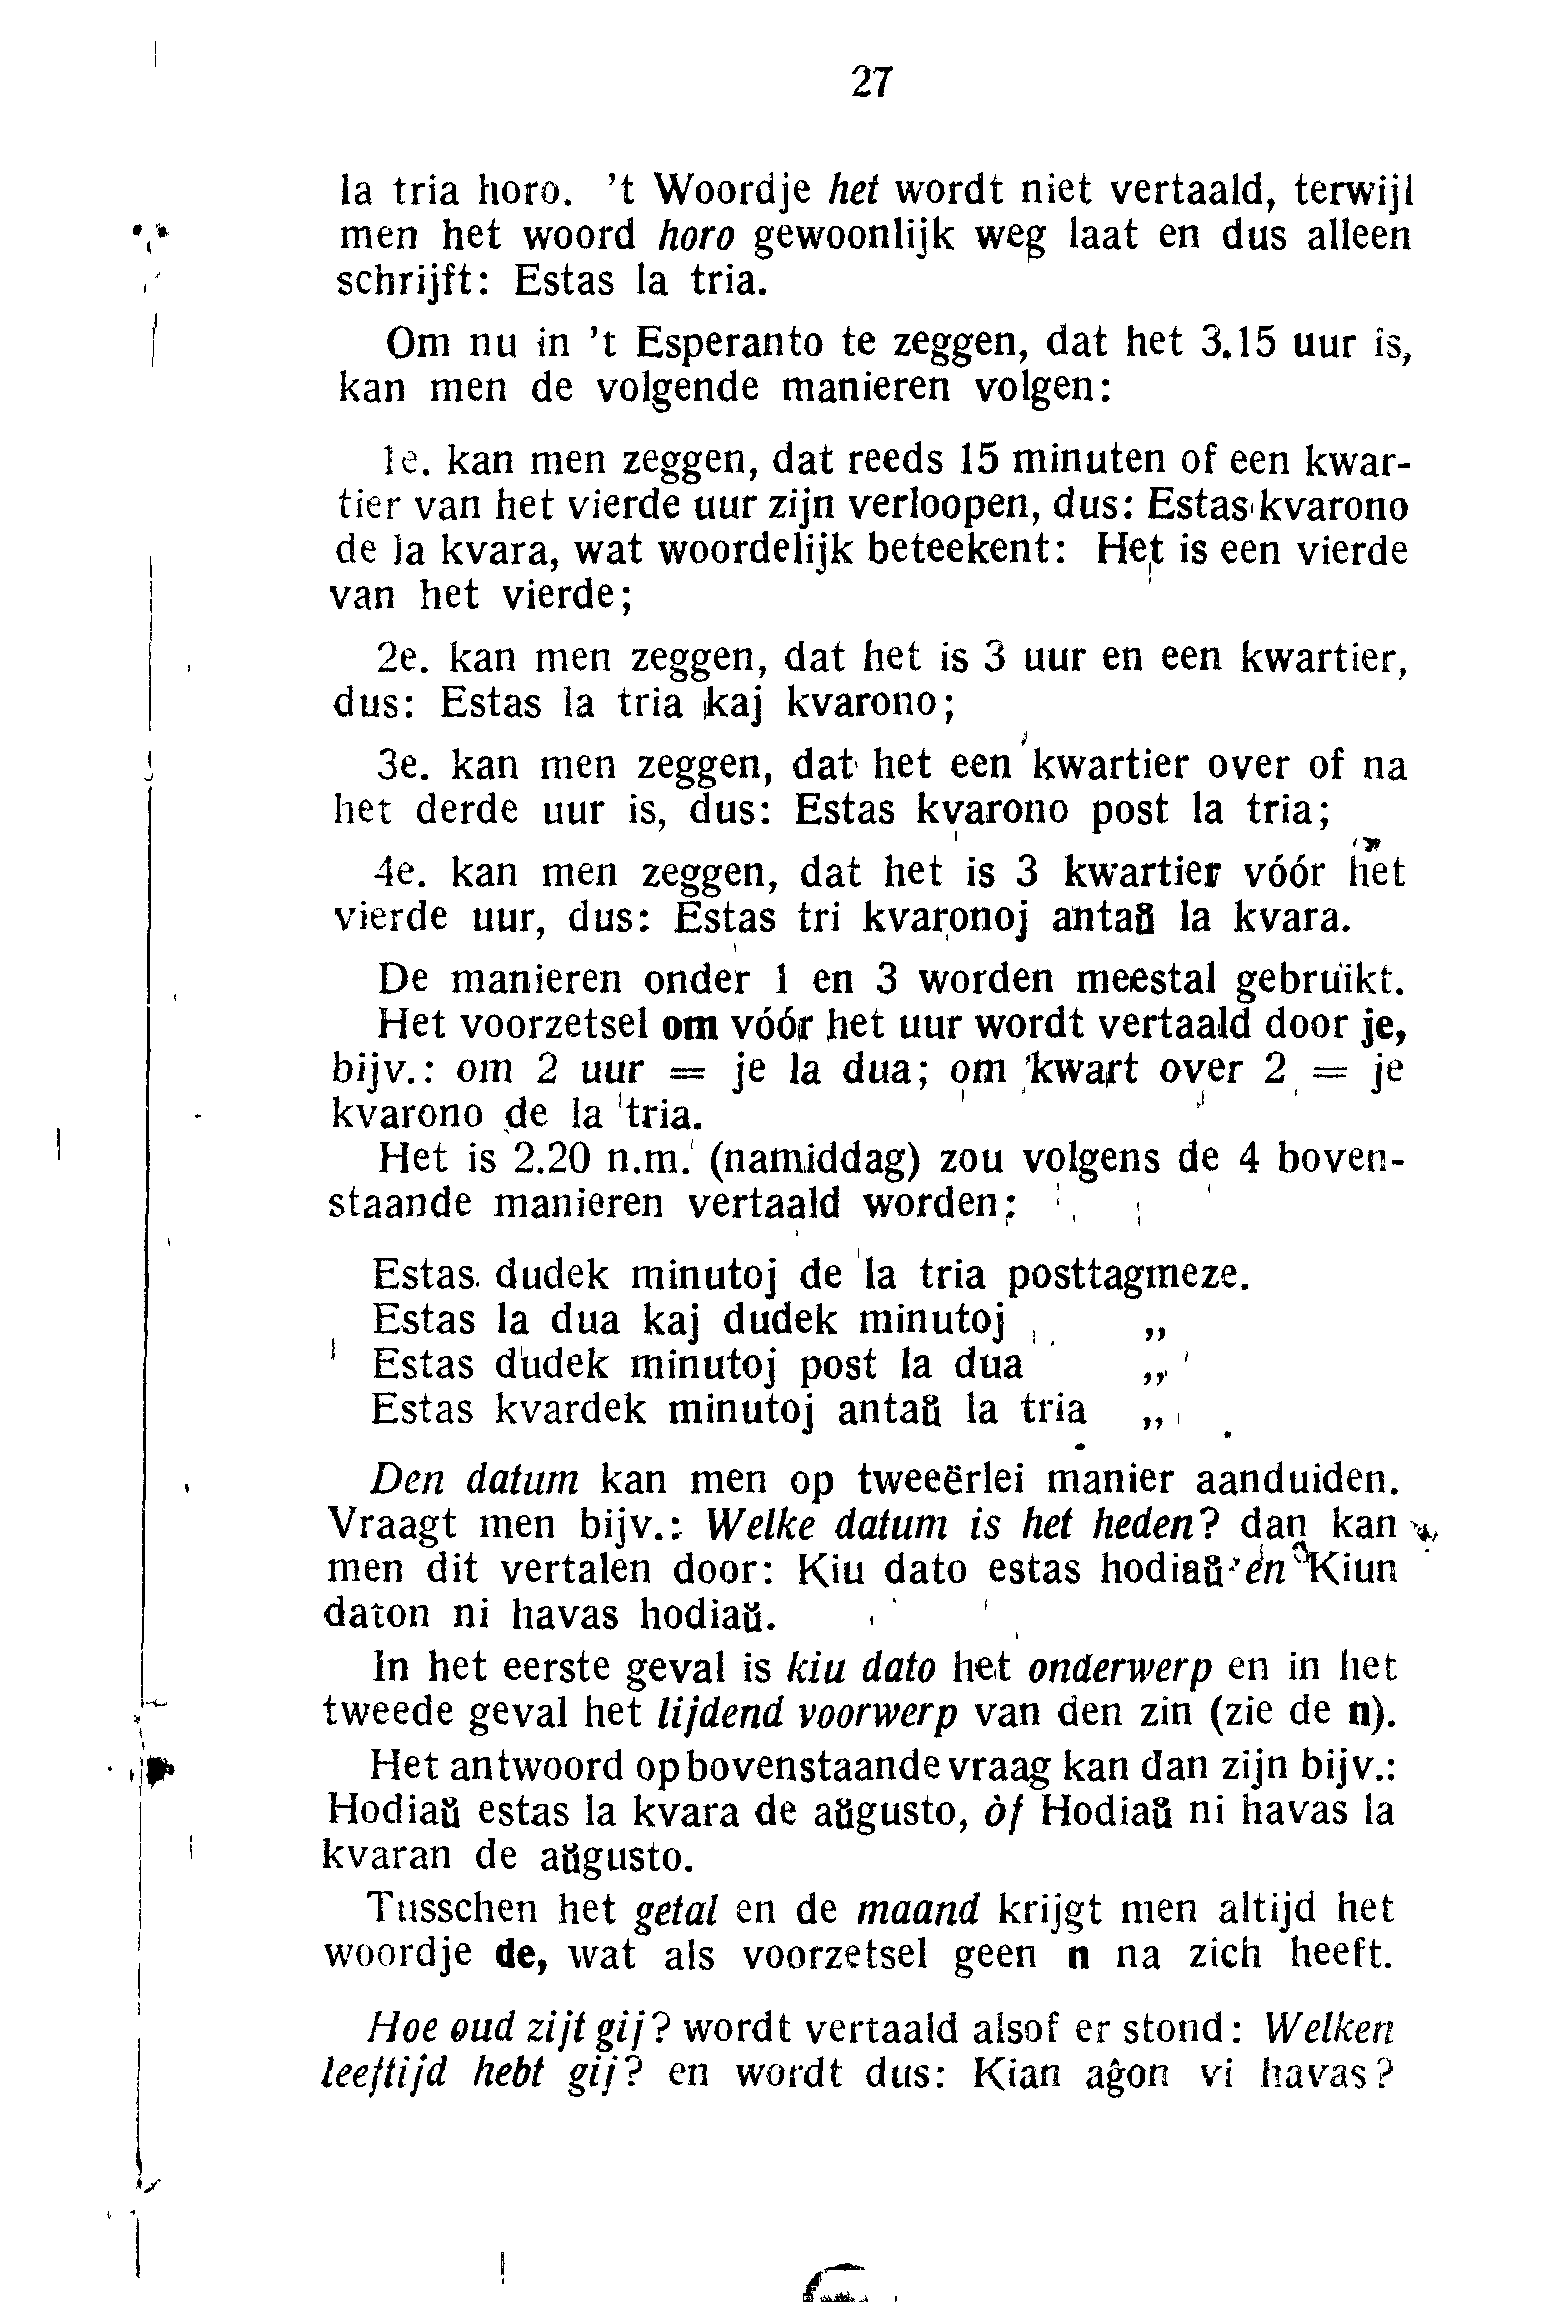 27
la tria horo. 't Woordje het wordt niet vertaald, terwijl
men het woord horo gewoonlijk weg laat en dus alleen
schrijft: Estas la tria.
Om nu in 't Esperanto te zeggen, dat het 3.15 uur is,
kan men de volgende manieren volgen:
1e. kan men zeggen, dat reeds 15 minuten of een kwar-
tier van het vierde uur zijn verloopen, dus: Estas kvarono
de la kvara, wat woordelijk beteekent: Het is een vierde
van het vierde;
2e. kan men zeggen, dat het is 3 uur en een kwartier,
dus: Estas la tria kaj kvarono;
3e. kan men zeggen, dat het een kwartier over of na
het derde uur is, dus: Estas kvarono post la tria;
4e. kan men zeggen, dat het is 3 kwartier vóór het
vierde uur, dus: Estas tri kvaronoj antaŭ la kvara.
De manieren onder 1 en 3 worden meestal gebruikt.
Het voorzetsel om vóór het uur wordt vertaald door je,
bijv.: om 2 uur = je la dua; om kwart over 2 = je
kvarono de la tria.
Het is 2.20 n.m. (namiddag) zou volgens de 4 boven-
staande manieren vertaald worden:
Estas dudek minutoj de la tria posttagmeze.
Estas la dua kaj dudek minutoj „
Estas dudek minutoj post la dua „
Estas kvardek minutoj antaŭ la tria „
Den datum kan men op tweeërlei manier aanduiden.
Vraagt men bijv.: Welke datum is het heden? dan kan
men dit vertalen door: Kiu dato estas hodiaŭ èn Kiun
daton ni havas hodiaŭ.
In het eerste geval is kiu dato het onderwerp en in het
tweede geval het lijdend voorwerp van den zin (zie de n).
Het antwoord op bovenstaande vraag kan dan zijn bijv.:
Hodiaŭ estas la kvara de aŭgusto, òf Hodiaŭ ni havas la
kvaran de aŭgusto.
Tusschen het getal en de maand krijgt men altijd het
woordje de, wat als voorzetsel geen n na zich heeft.
Hoe oud zijt gij? wordt vertaald alsof er stond: Welken
leeftijd hebt gij? en wordt dus: Kian aĝon vi havas?